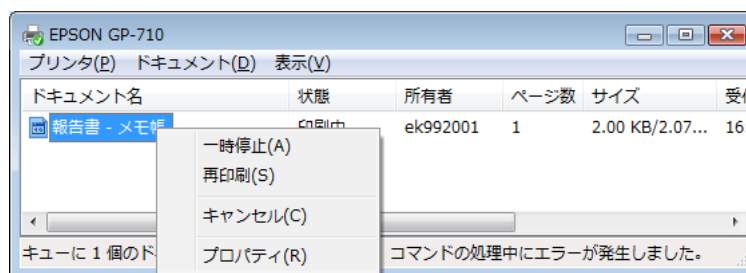 EPSON GP-710
プリンタ(P) ドキュメント(D) 表示(V)
ドキュメント名 状態 所有者 ページ数 サイズ
報告書 - メモ帳 印刷中 ek992001 1 2.00 KB/2.07... 16
一時停止(A)
再印刷(S)
キャンセル(C)
プロパティ(R)
キューに 1 個のド コマンドの処理中にエラーが発生しました。